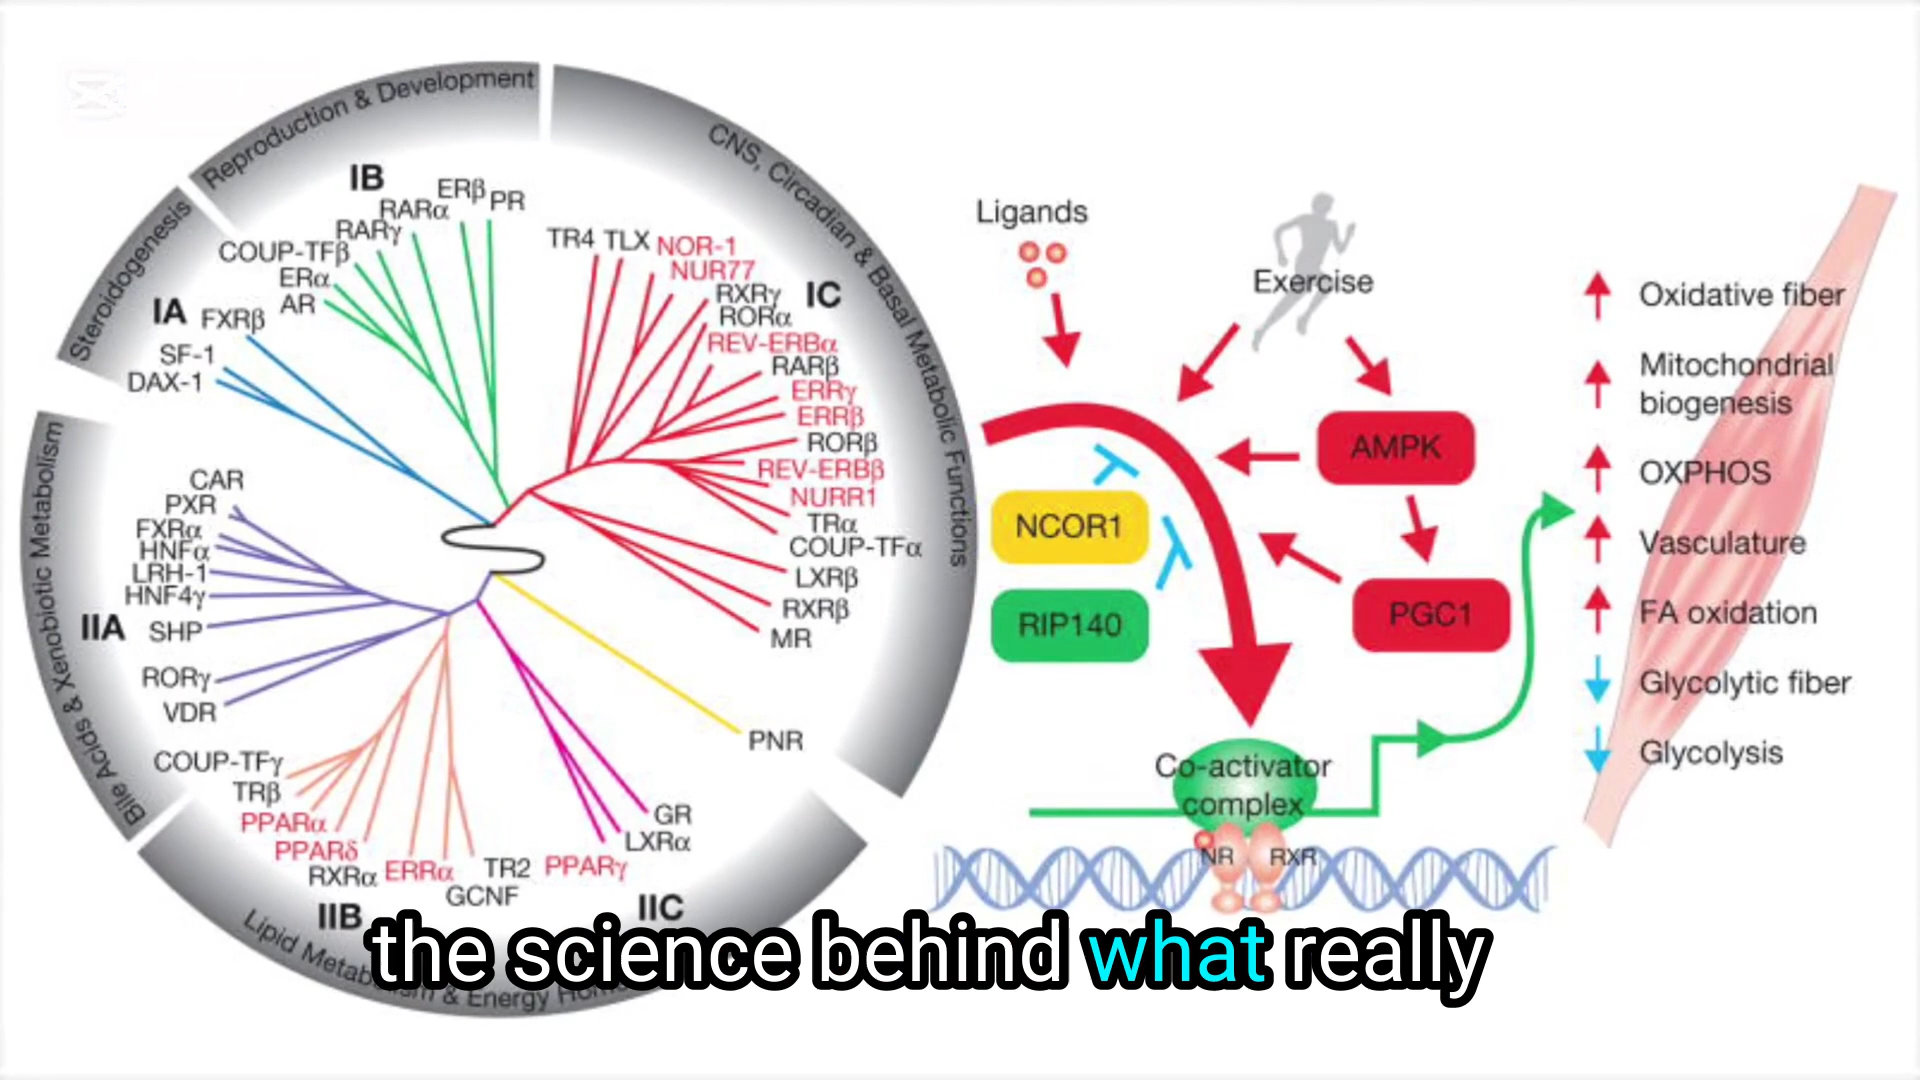 Reproduction & Development
CNS, Circadian & Basal Metabolic Functions
Steroidogenesis
Bile Acids & Xenobiotic Metabolism
IB
ERβ
PR
RARα
RARγ
COUP-TFβ
ERα
AR
IA
FXRβ
SF-1
DAX-1
TR4
TLX
NOR-1
NUR77
RXRγ
IC
RORα
REV-ERBα
RARβ
ERRγ
ERRβ
RORβ
REV-ERBβ
NURR1
TRα
COUP-TFα
LXRβ
RXRβ
MR
CAR
PXR
FXRα
HNFα
LRH-1
HNF4γ
IIA
SHP
RORγ
VDR
PNR
COUP-TFγ
TRβ
PPARα
PPARδ
RXRα
ERRα
TR2
GCNF
PPARγ
GR
LXRα
IIB
IIC
Lipid & Energy
Ligands
Exercise
AMPK
NCOR1
RIP140
PGC1
Co-activator
complex
NR
RXR
Oxidative fiber
Mitochondrial
biogenesis
OXPHOS
Vasculature
FA oxidation
Glycolytic fiber
Glycolysis
the science behind what really